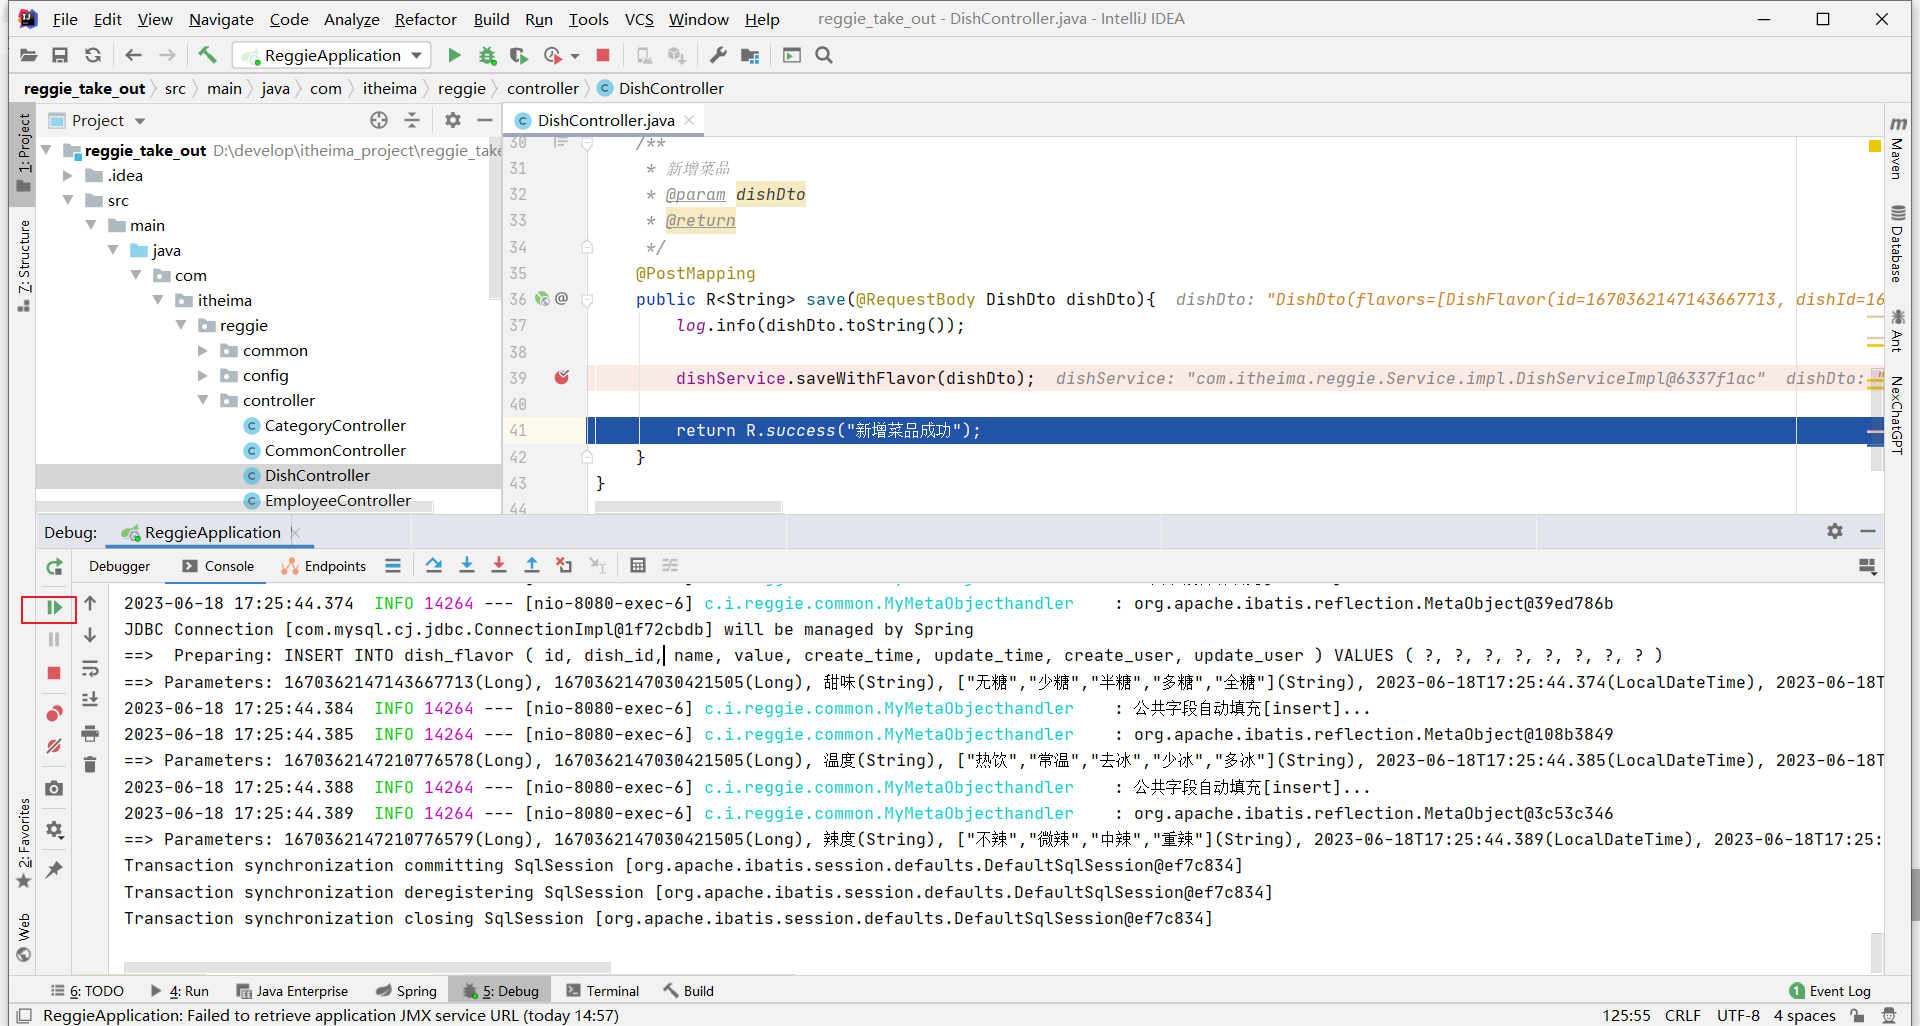 File Edit View Navigate Code Analyze Refactor Build Run Tools VCS Window Help reggie_take_out - DishController.java - IntelliJ IDEA
ReggieApplication
reggie_take_out src main java com itheima reggie controller DishController
1: Project
Z: Structure
2: Favorites
Web
Project
reggie_take_out D:\develop\itheima_project\reggie_take
.idea
src
main
java
com
itheima
reggie
common
config
controller
CategoryController
CommonController
DishController
EmployeeController
DishController.java
30 /**
31 * 新增菜品
32 * @param dishDto
33 * @return
34 */
35 @PostMapping
36 public R<String> save(@RequestBody DishDto dishDto){ dishDto: "DishDto(flavors=[DishFlavor(id=1670362147143667713, dishId=16
37 log.info(dishDto.toString());
38
39 dishService.saveWithFlavor(dishDto); dishService: "com.itheima.reggie.Service.impl.DishServiceImpl@6337f1ac" dishDto: "
40
41 return R.success("新增菜品成功");
42 }
43 }
44
Maven
Database
Ant
NexChatGPT
Debug: ReggieApplication
Debugger Console Endpoints
2023-06-18 17:25:44.374 INFO 14264 --- [nio-8080-exec-6] c.i.reggie.common.MyMetaObjecthandler : org.apache.ibatis.reflection.MetaObject@39ed786b
JDBC Connection [com.mysql.cj.jdbc.ConnectionImpl@1f72cbdb] will be managed by Spring
==> Preparing: INSERT INTO dish_flavor ( id, dish_id, name, value, create_time, update_time, create_user, update_user ) VALUES ( ?, ?, ?, ?, ?, ?, ?, ? )
==> Parameters: 1670362147143667713(Long), 1670362147030421505(Long), 甜味(String), ["无糖","少糖","半糖","多糖","全糖"](String), 2023-06-18T17:25:44.374(LocalDateTime), 2023-06-18T
2023-06-18 17:25:44.384 INFO 14264 --- [nio-8080-exec-6] c.i.reggie.common.MyMetaObjecthandler : 公共字段自动填充[insert]...
2023-06-18 17:25:44.385 INFO 14264 --- [nio-8080-exec-6] c.i.reggie.common.MyMetaObjecthandler : org.apache.ibatis.reflection.MetaObject@108b3849
==> Parameters: 1670362147210776578(Long), 1670362147030421505(Long), 温度(String), ["热饮","常温","去冰","少冰","多冰"](String), 2023-06-18T17:25:44.385(LocalDateTime), 2023-06-18T
2023-06-18 17:25:44.388 INFO 14264 --- [nio-8080-exec-6] c.i.reggie.common.MyMetaObjecthandler : 公共字段自动填充[insert]...
2023-06-18 17:25:44.389 INFO 14264 --- [nio-8080-exec-6] c.i.reggie.common.MyMetaObjecthandler : org.apache.ibatis.reflection.MetaObject@3c53c346
==> Parameters: 1670362147210776579(Long), 1670362147030421505(Long), 辣度(String), ["不辣","微辣","中辣","重辣"](String), 2023-06-18T17:25:44.389(LocalDateTime), 2023-06-18T17:25:
Transaction synchronization committing SqlSession [org.apache.ibatis.session.defaults.DefaultSqlSession@ef7c834]
Transaction synchronization deregistering SqlSession [org.apache.ibatis.session.defaults.DefaultSqlSession@ef7c834]
Transaction synchronization closing SqlSession [org.apache.ibatis.session.defaults.DefaultSqlSession@ef7c834]
6: TODO 4: Run Java Enterprise Spring 5: Debug Terminal Build 1 Event Log
ReggieApplication: Failed to retrieve application JMX service URL (today 14:57) 125:55 CRLF UTF-8 4 spaces